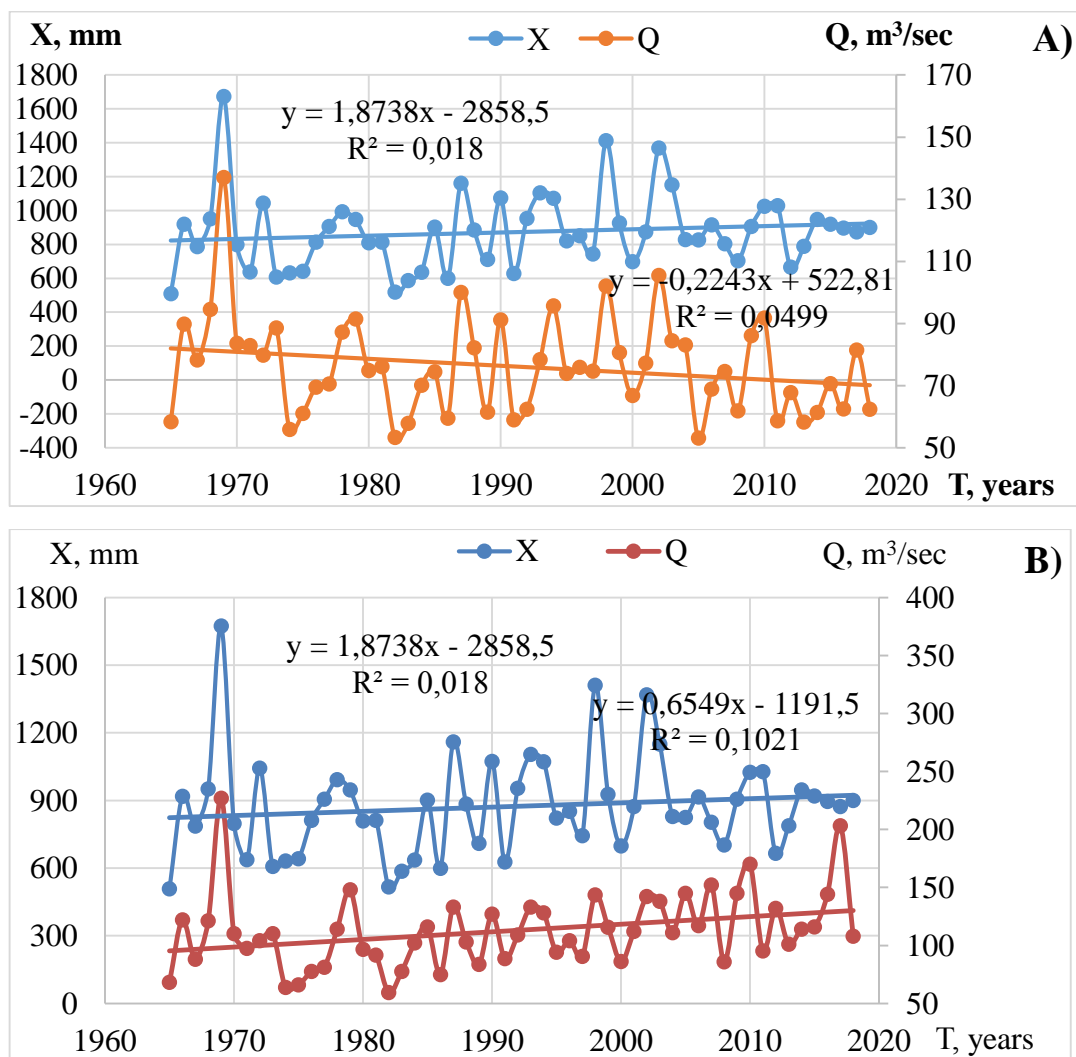 X, mm X Q Q, m³/sec A)
1800 170
1600
1400 150
1200 130
1000
800 110
600
400 90
200
0 70
-200
-400 50
y = 1,8738x - 2858,5
R² = 0,018
y = -0,2243x + 522,81
R² = 0,0499
1960 1970 1980 1990 2000 2010 2020
T, years
X, mm X Q Q, m³/sec B)
1800 400
350
1500
300
1200
250
900
200
600 150
300 100
0 50
y = 1,8738x - 2858,5
R² = 0,018
y = 0,6549x - 1191,5
R² = 0,1021
1960 1970 1980 1990 2000 2010 2020 T, years